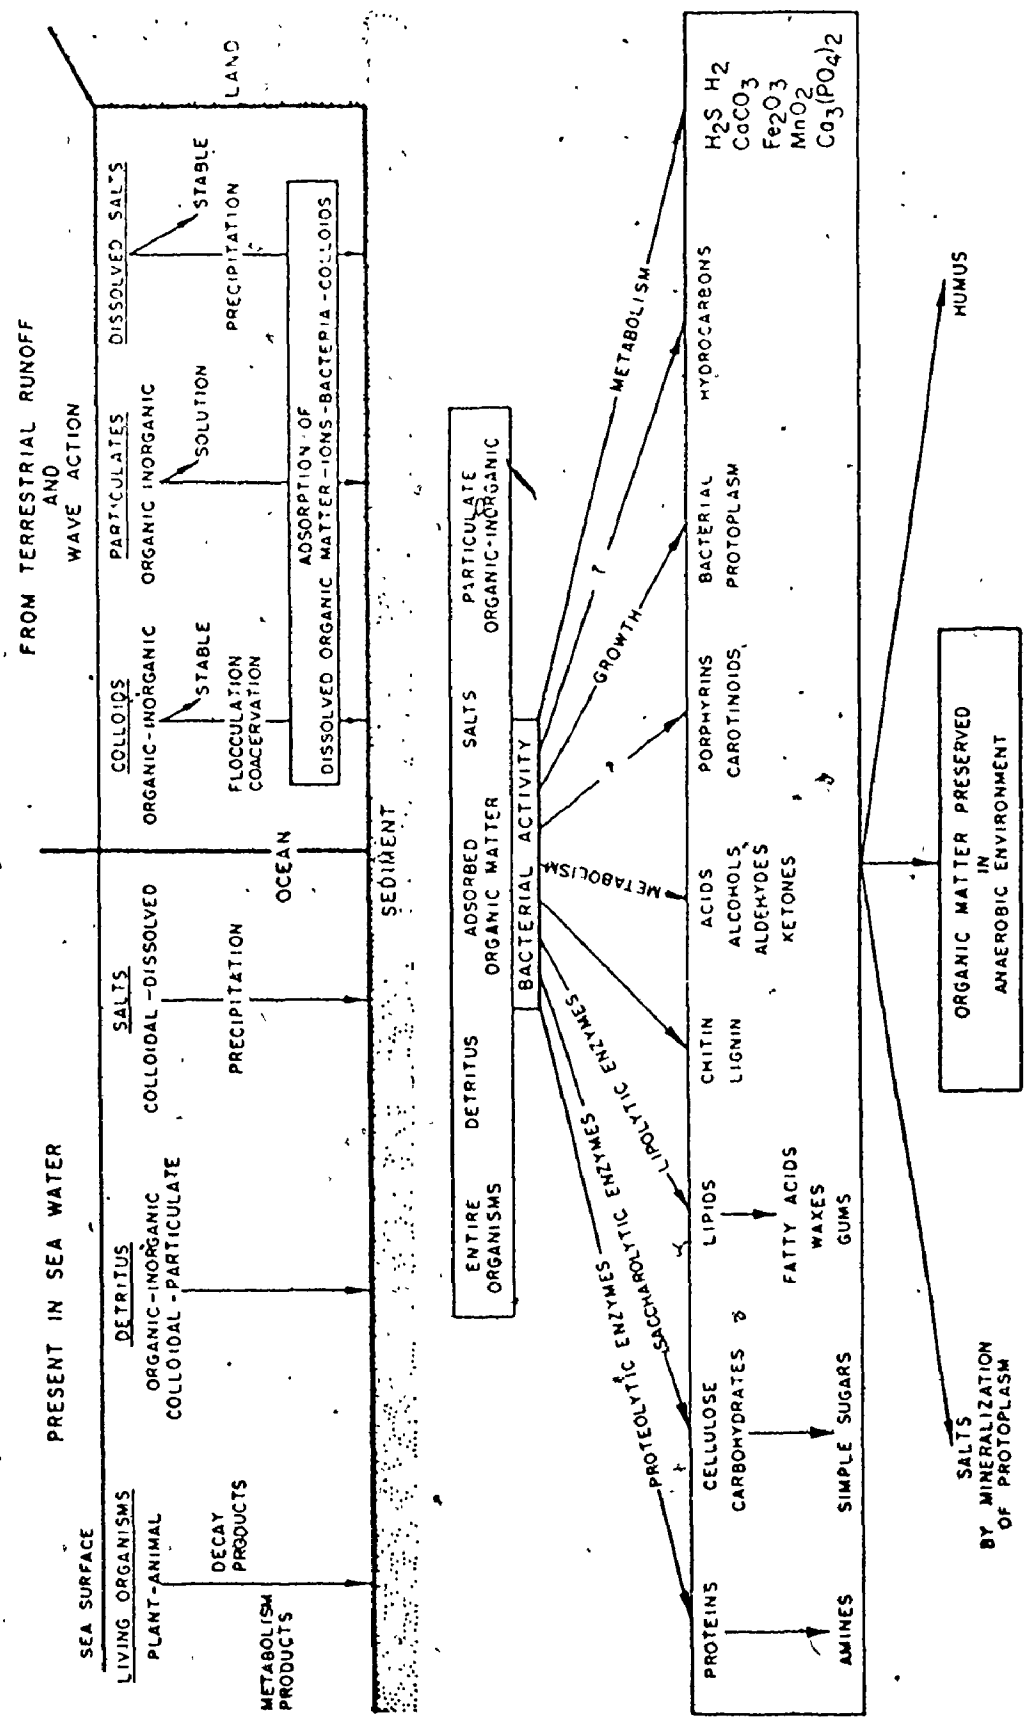 FROM TERRESTRIAL RUNOFF
AND
WAVE ACTION
PRESENT IN SEA WATER
SEA SURFACE
LIVING ORGANISMS
PLANT-ANIMAL
DECAY
PRODUCTS
METABOLISM
PRODUCTS
DETRITUS
ORGANIC-INORGANIC
COLLOIDAL-PARTICULATE
SALTS
COLLOIDAL-DISSOLVED
PRECIPITATION
OCEAN
SEDIMENT
COLLOIDS
ORGANIC-INORGANIC
STABLE
FLOCCULATION
COACERVATION
PARTICULATES
ORGANIC INORGANIC
SOLUTION
DISSOLVED SALTS
STABLE
PRECIPITATION
LAND
ADSORPTION OF
DISSOLVED ORGANIC MATTER-IONS-BACTERIA-COLLOIDS
ENTIRE
ORGANISMS
DETRITUS
ADSORBED
ORGANIC MATTER
SALTS
PARTICULATE
ORGANIC-INORGANIC
BACTERIAL ACTIVITY
PROTEOLYTIC ENZYMES
SACCHAROLYTIC ENZYMES
LIPOLYTIC ENZYMES
METABOLISM
?
GROWTH
?
METABOLISM
PROTEINS
AMINES
CELLULOSE
CARBOHYDRATES
SIMPLE SUGARS
LIPIDS
FATTY ACIDS
WAXES
GUMS
CHITIN
LIGNIN
ACIDS
ALCOHOLS,
ALDEHYDES
KETONES
PORPHYRINS
CAROTINOIDS,
BACTERIAL
PROTOPLASM
HYDROCARBONS
H2S H2
CaCO3
Fe2O3
MnO2
Ca3(PO4)2
SALTS
BY MINERALIZATION
OF PROTOPLASM
ORGANIC MATTER PRESERVED
IN
ANAEROBIC ENVIRONMENT
HUMUS